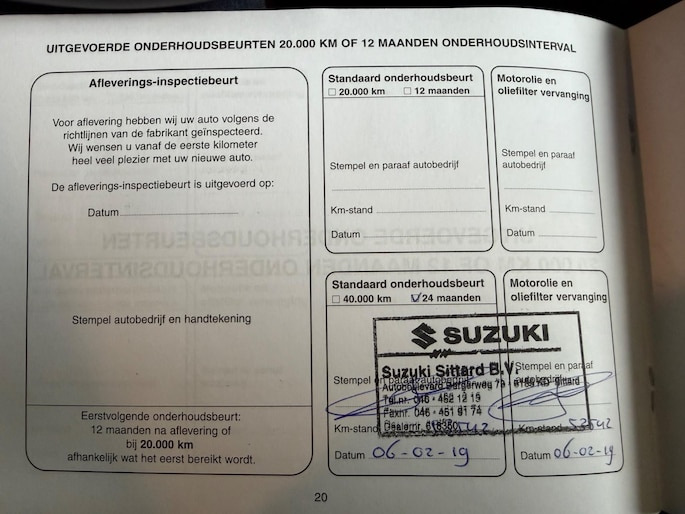 UITGEVOERDE ONDERHOUDSBEURTEN 20.000 KM OF 12 MAANDEN ONDERHOUDSINTERVAL
Afleverings-inspectiebeurt
Voor aflevering hebben wij uw auto volgens de
richtlijnen van de fabrikant geïnspecteerd.
Wij wensen u vanaf de eerste kilometer
heel veel plezier met uw nieuwe auto.
De afleverings-inspectiebeurt is uitgevoerd op:
Datum
Stempel autobedrijf en handtekening
Eerstvolgende onderhoudsbeurt:
12 maanden na aflevering of
bij 20.000 km
afhankelijk wat het eerst bereikt wordt.
Standaard onderhoudsbeurt
20.000 km 12 maanden
Stempel en paraaf autobedrijf
Km-stand
Datum
Motorolie en
oliefilter vervanging
Stempel en paraaf
autobedrijf
Km-stand
Datum
Standaard onderhoudsbeurt
40.000 km 24 maanden
SUZUKI
Suzuki Sittard B.V.
Stempel en paraaf autobedrijf
Km-stand
Datum 06-02-19
Motorolie en
oliefilter vervanging
Stempel en paraaf
autobedrijf
Km-stand
Datum 06-02-19
20